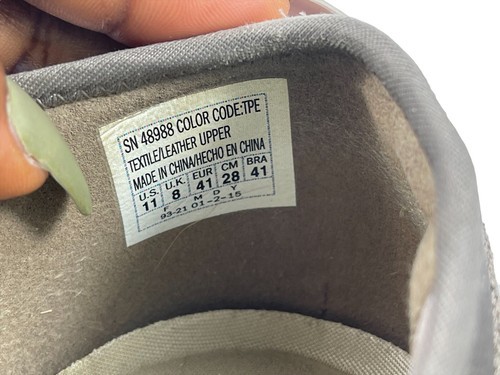 SN 48988 COLOR CODE:TPE
TEXTILE/LEATHER UPPER
MADE IN CHINA/HECHO EN CHINA
U.S. U.K. EUR CM BRA
11 8 41 28 41
F M D Y
93-21 01-2-15